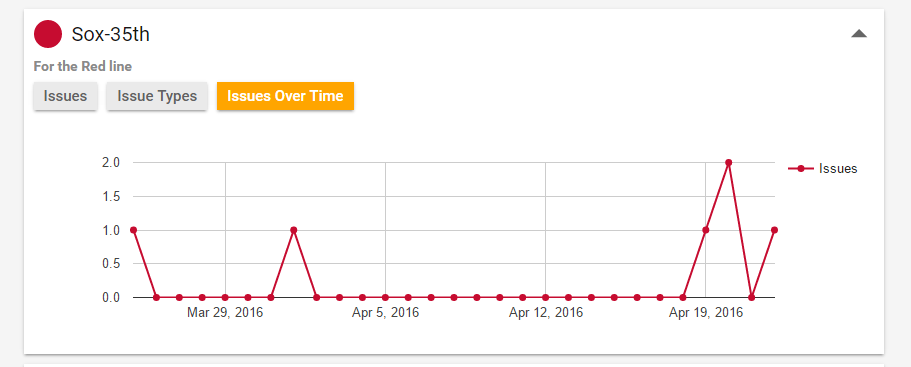 Sox-35th
For the Red line
Issues Issue Types Issues Over Time
2.0
1.5
1.0
0.5
0.0
Mar 29, 2016 Apr 5, 2016 Apr 12, 2016 Apr 19, 2016
Issues